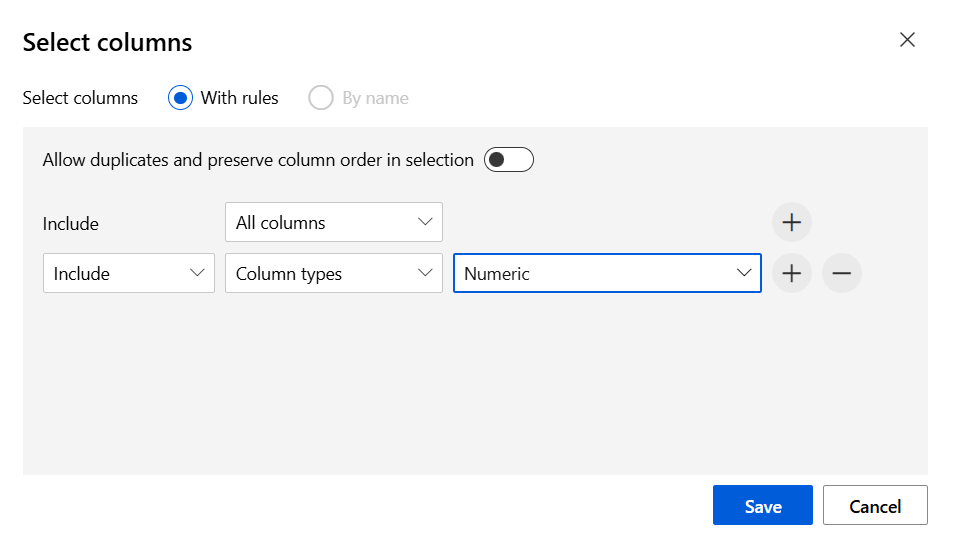 Select columns
Select columns With rules By name
Allow duplicates and preserve column order in selection
Include All columns
Include Column types Numeric
Save Cancel